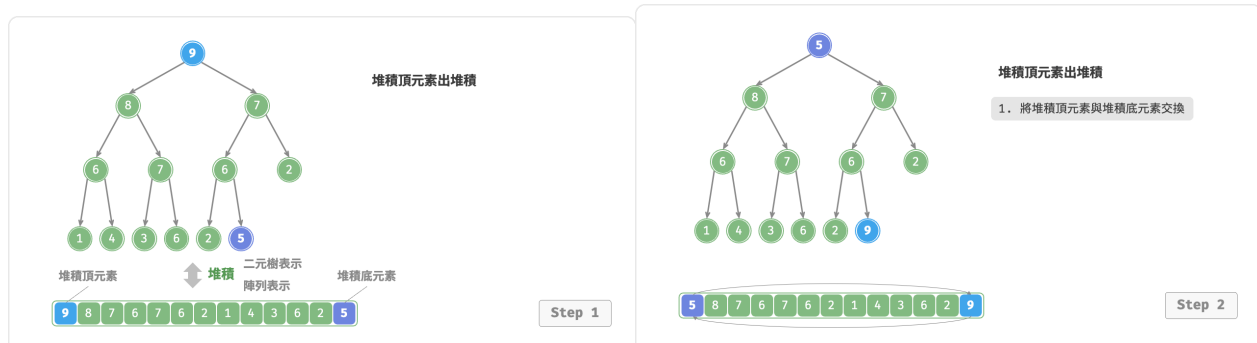 9
堆積頂元素出堆積
8 7
6 7 6 2
1 4 3 6 2 5
堆積頂元素
堆積
二元樹表示
陣列表示
堆積底元素
9 8 7 6 7 6 2 1 4 3 6 2 5
Step 1
5
堆積頂元素出堆積
8 7
1. 將堆積頂元素與堆積底元素交換
6 7 6 2
1 4 3 6 2 9
5 8 7 6 7 6 2 1 4 3 6 2 9
Step 2